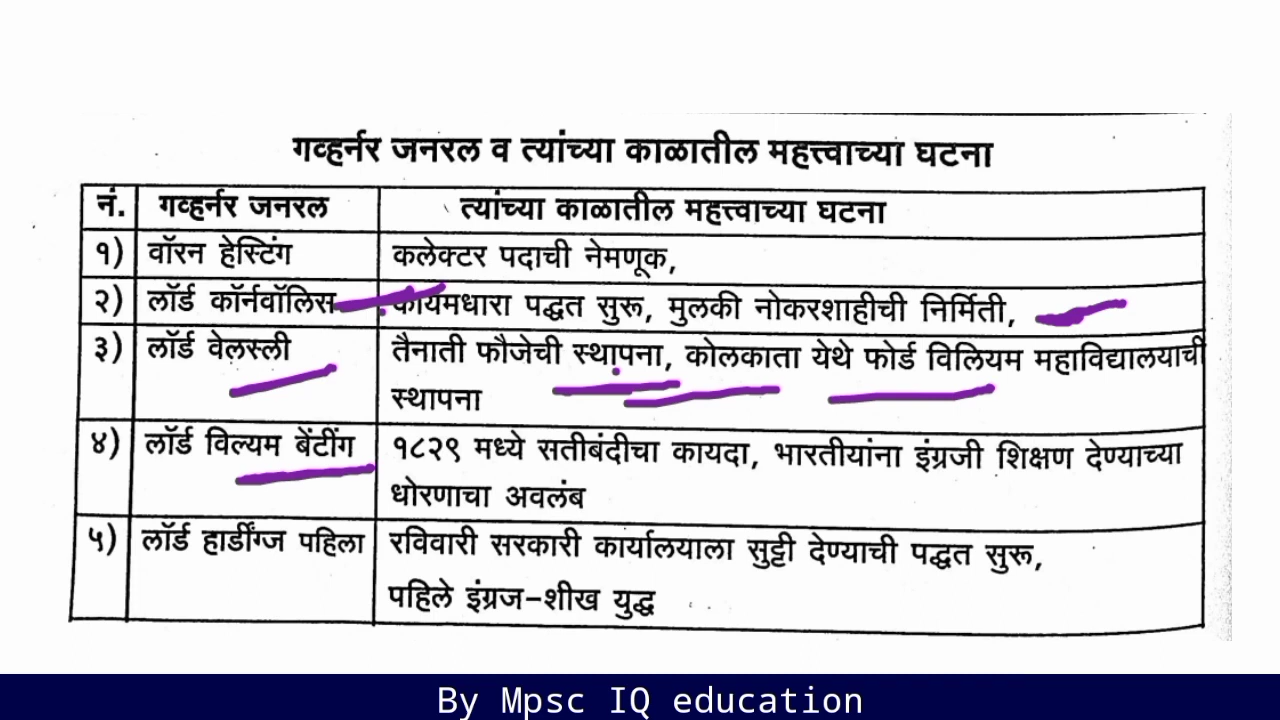 गव्हर्नर जनरल व त्यांच्या काळातील महत्त्वाच्या घटना
नं. गव्हर्नर जनरल त्यांच्या काळातील महत्त्वाच्या घटना
१) वॉरन हेस्टिंग कलेक्टर पदाची नेमणूक,
२) लॉर्ड कॉर्नवॉलिस कायमधारा पद्धत सुरू, मुलकी नोकरशाहीची निर्मिती,
३) लॉर्ड वेलस्ली तैनाती फौजेची स्थापना, कोलकाता येथे फोर्ड विलियम महाविद्यालयाची
स्थापना
४) लॉर्ड विल्यम बेंटींग १८२९ मध्ये सतीबंदीचा कायदा, भारतीयांना इंग्रजी शिक्षण देण्याच्या
धोरणाचा अवलंब
५) लॉर्ड हार्डींग्ज पहिला रविवारी सरकारी कार्यालयाला सुट्टी देण्याची पद्धत सुरू,
पहिले इंग्रज-शीख युद्ध
By Mpsc IQ education